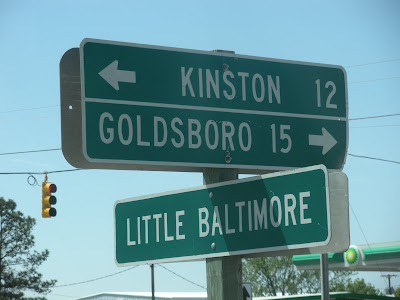 KINSTON 12
GOLDSBORO 15
LITTLE BALTIMORE